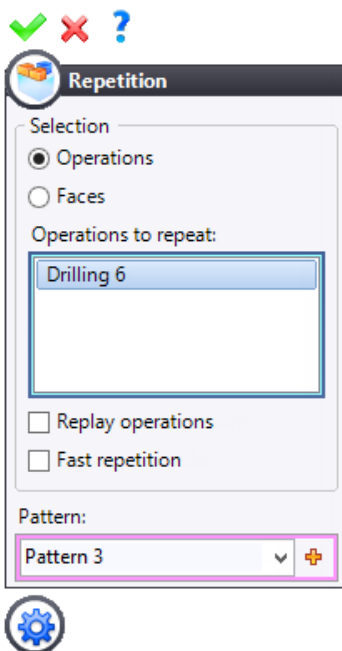 ?
Repetition
Selection
Operations
Faces
Operations to repeat:
Drilling 6
Replay operations
Fast repetition
Pattern:
Pattern 3